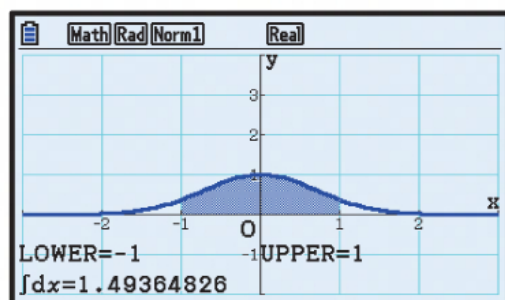 Math Rad Norm1 Real
y
3
2
1
-2 -1 O 1 2 x
-1
LOWER=-1 UPPER=1
∫dx=1.49364826